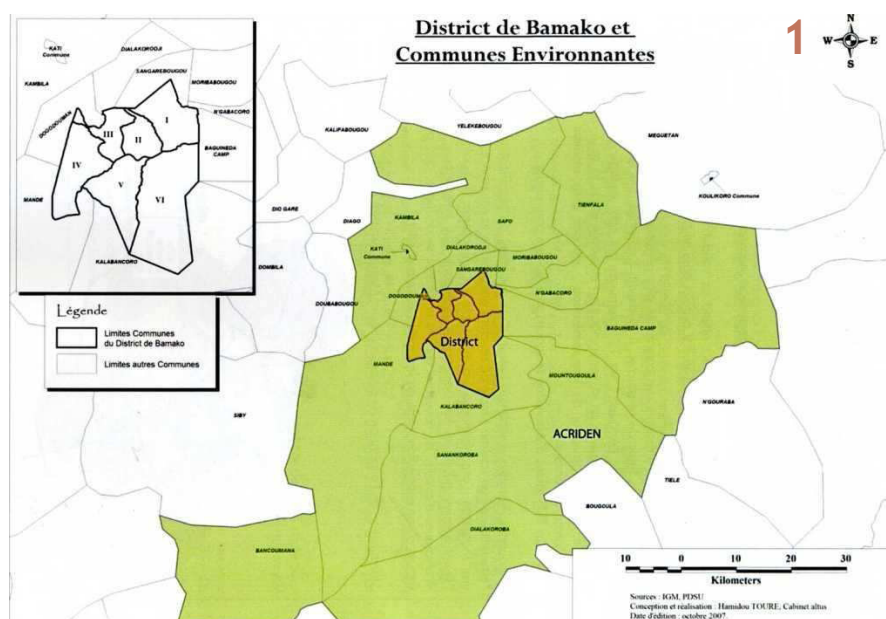 District de Bamako et
Communes Environnantes
1
N
W E
S
KATI
Commune
DIALAKORODJI
SANGAREBOUGOU
KAMBILA
MORIBABOUGOU
DOGODOUMAN
N'GABACORO
I
II
III
BAGUINEDA
CAMP
IV
V
VI
MANDE
KALABANCORO
Légende
Limites Communes
du District de Bamako
Limites autres Communes
KALIFABOUGOU
YELEKEBOUGOU
MEGUETAN
KOULIKORO Commune
DIO GARE
DIAGO
KAMBILA
SAFO
TIENFALA
KATI
Commune
DIALAKORODJI
MORIBABOUGOU
SANGAREBOUGOU
DOMBILA
DOUBABOUGOU
DOGODOUMAN
N'GABACORO
BAGUINEDA CAMP
District
MANDE
MOUNTOUGOULA
SIBY
KALABANCORO
N'GOURABA
ACRIDEN
SANANKOROBA
TIELE
BOUGOULA
DIALAKOROBA
BANCOUMANA
10 0 10 20 30
Kilometers
Sources : IGM, PDSU
Conception et réalisation : Hamidou TOURE, Cabinet altus
Date d'édition : octobre 2007.